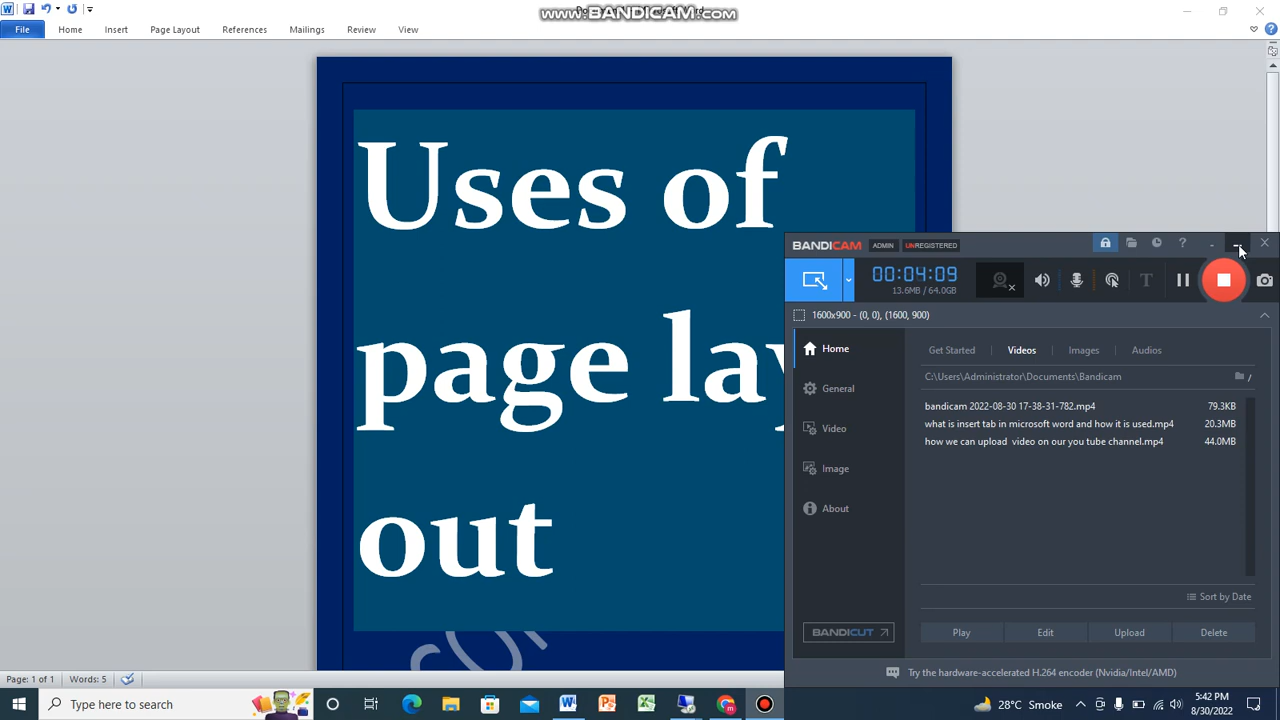 www.BANDICAM.com
File Home Insert Page Layout References Mailings Review View
Uses of
page lay
out
BANDICAM ADMIN UNREGISTERED
00:04:09
13.6MB / 64.0GB
1600x900 - (0, 0), (1600, 900)
Home
General
Video
Image
About
BANDICUT
Get Started Videos Images Audios
C:\Users\Administrator\Documents\Bandicam
bandicam 2022-08-30 17-38-31-782.mp4 79.3KB
what is insert tab in microsoft word and how it is used.mp4 20.3MB
how we can upload video on our you tube channel.mp4 44.0MB
Sort by Date
Play Edit Upload Delete
Try the hardware-accelerated H.264 encoder (Nvidia/Intel/AMD)
Page: 1 of 1 Words: 5
Type here to search
28°C Smoke
5:42 PM
8/30/2022